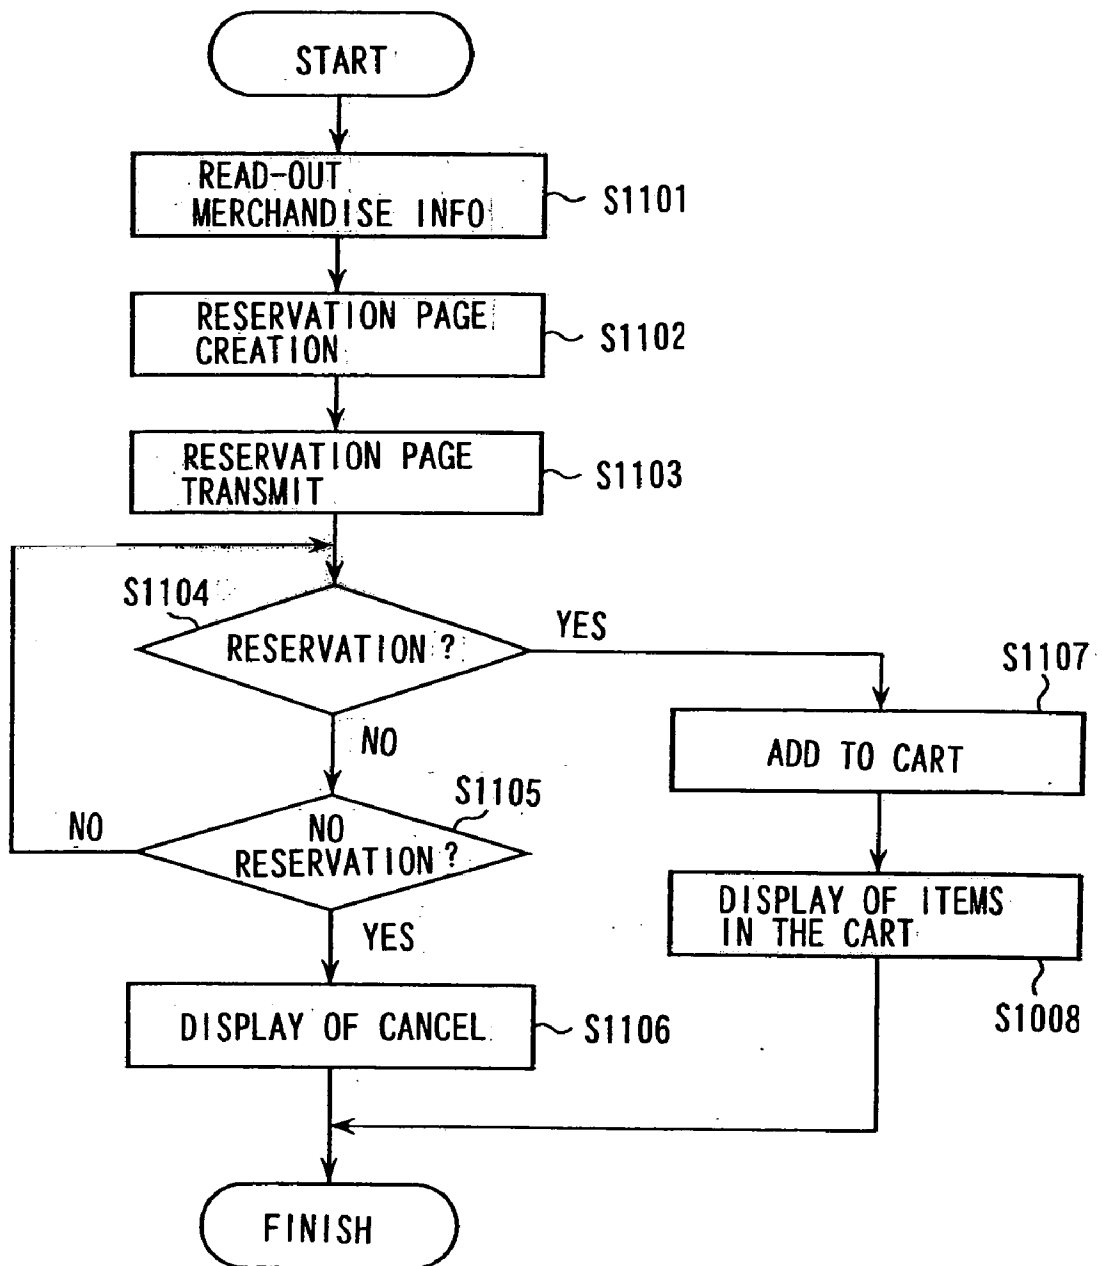 START
READ-OUT
MERCHANDISE INFO
S1101
RESERVATION PAGE
CREATION
S1102
RESERVATION PAGE
TRANSMIT
S1103
S1104
RESERVATION?
YES
NO
S1107
ADD TO CART
S1105
NO
RESERVATION?
NO
YES
DISPLAY OF ITEMS
IN THE CART
S1008
DISPLAY OF CANCEL
S1106
FINISH